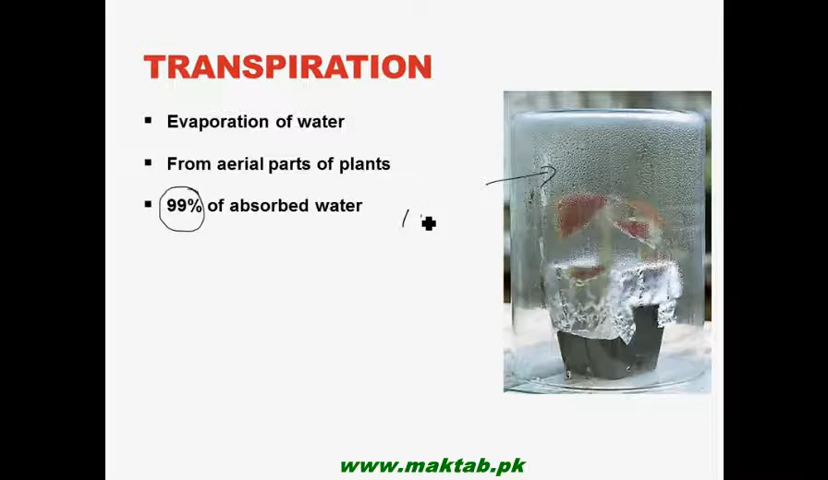 TRANSPIRATION
Evaporation of water
From aerial parts of plants
99% of absorbed water
www.maktab.pk